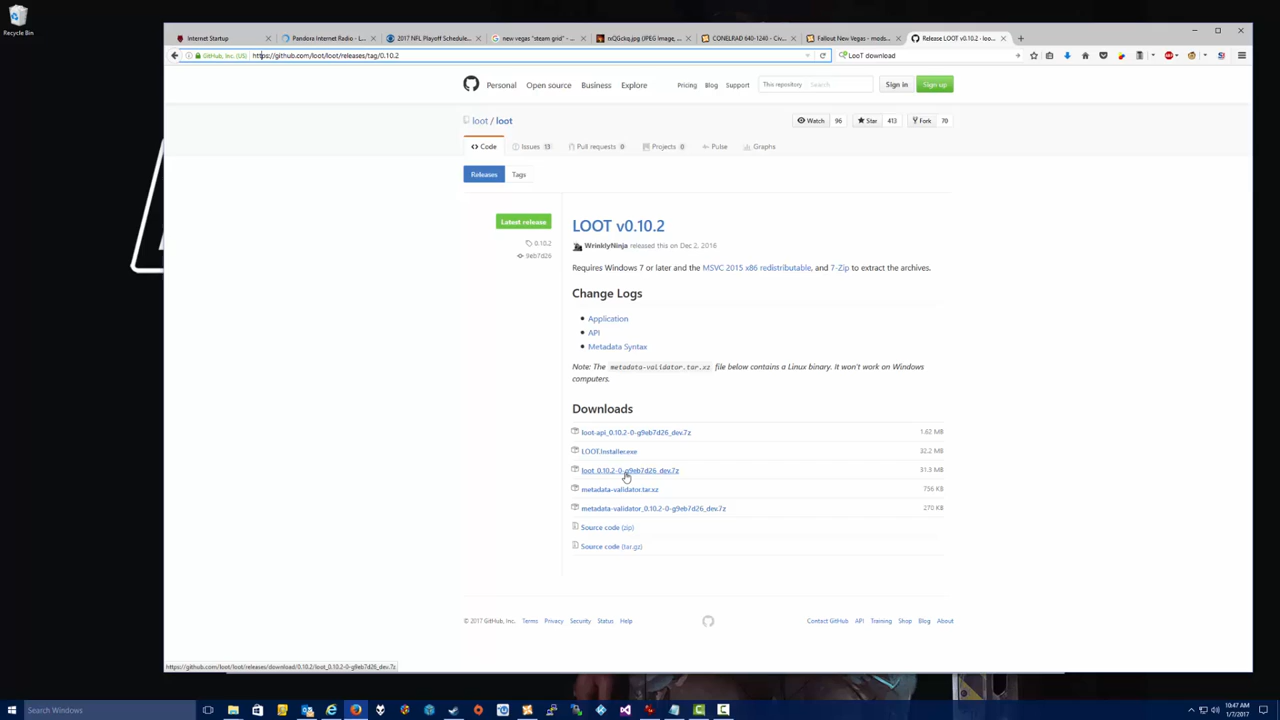 Recycle Bin
Internet Startup
Pandora Internet Radio - L...
2017 NFL Playoff Schedule...
new vegas "steam grid" - ...
CONELRAD 640-1240 - Civi...
Fallout New Vegas - mods...
Release LOOT v0.10.2 - loo...
GitHub, Inc. (US)
https://github.com/loot/loot/releases/tag/0.10.2
LooT download
Personal
Open source
Business
Explore
Pricing
Blog
Support
This repository
Search
Sign in
Sign up
loot / loot
Watch
96
Star
413
Fork
70
Code
Issues 13
Pull requests 0
Projects 0
Pulse
Graphs
Releases
Tags
Latest release
0.10.2
9eb7d26
LOOT v0.10.2
WrinklyNinja released this on Dec 2, 2016
Requires Windows 7 or later and the MSVC 2015 x86 redistributable, and 7-Zip to extract the archives.
Change Logs
Application
API
Metadata Syntax
Note: The metadata-validator.tar.xz file below contains a Linux binary. It won't work on Windows
computers.
Downloads
loot-api_0.10.2-0-g9eb7d26_dev.7z 1.62 MB
LOOT.Installer.exe 32.2 MB
loot_0.10.2-0-g9eb7d26_dev.7z 31.3 MB
metadata-validator.tar.xz 756 KB
metadata-validator_0.10.2-0-g9eb7d26_dev.7z 270 KB
Source code (zip)
Source code (tar.gz)
© 2017 GitHub, Inc.
Terms
Privacy
Security
Status
Help
Contact GitHub
API
Training
Shop
Blog
About
https://github.com/loot/loot/releases/download/0.10.2/loot_0.10.2-0-g9eb7d26_dev.7z
Search Windows
10:47 AM
1/7/2017